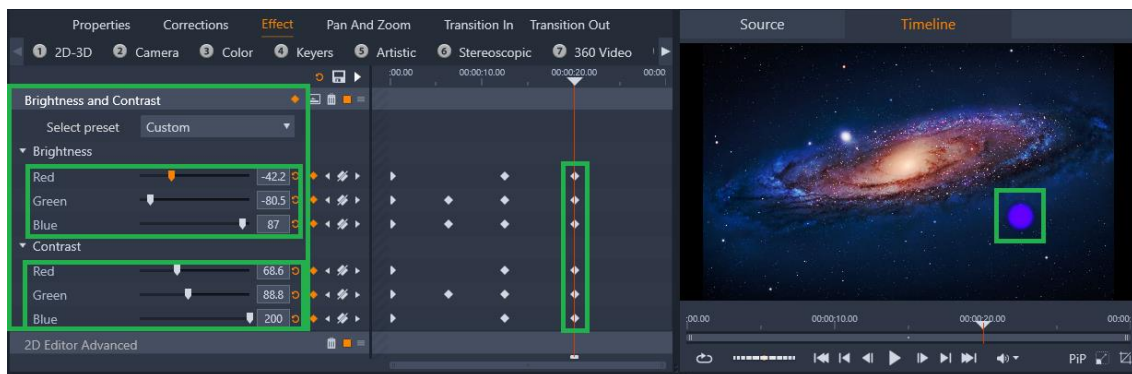 Properties Corrections Effect Pan And Zoom Transition In Transition Out Source Timeline
1 2D-3D 2 Camera 3 Color 4 Keyers 5 Artistic 6 Stereoscopic 7 360 Video
:00.00 00:00:10.00 00:00:20.00 00:00
Brightness and Contrast
Select preset Custom
Brightness
Red -42.2
Green -80.5
Blue 87
Contrast
Red 68.6
Green 88.8
Blue 200
2D Editor Advanced
:00.00 00:00:10.00 00:00:20.00 00:00:
PiP